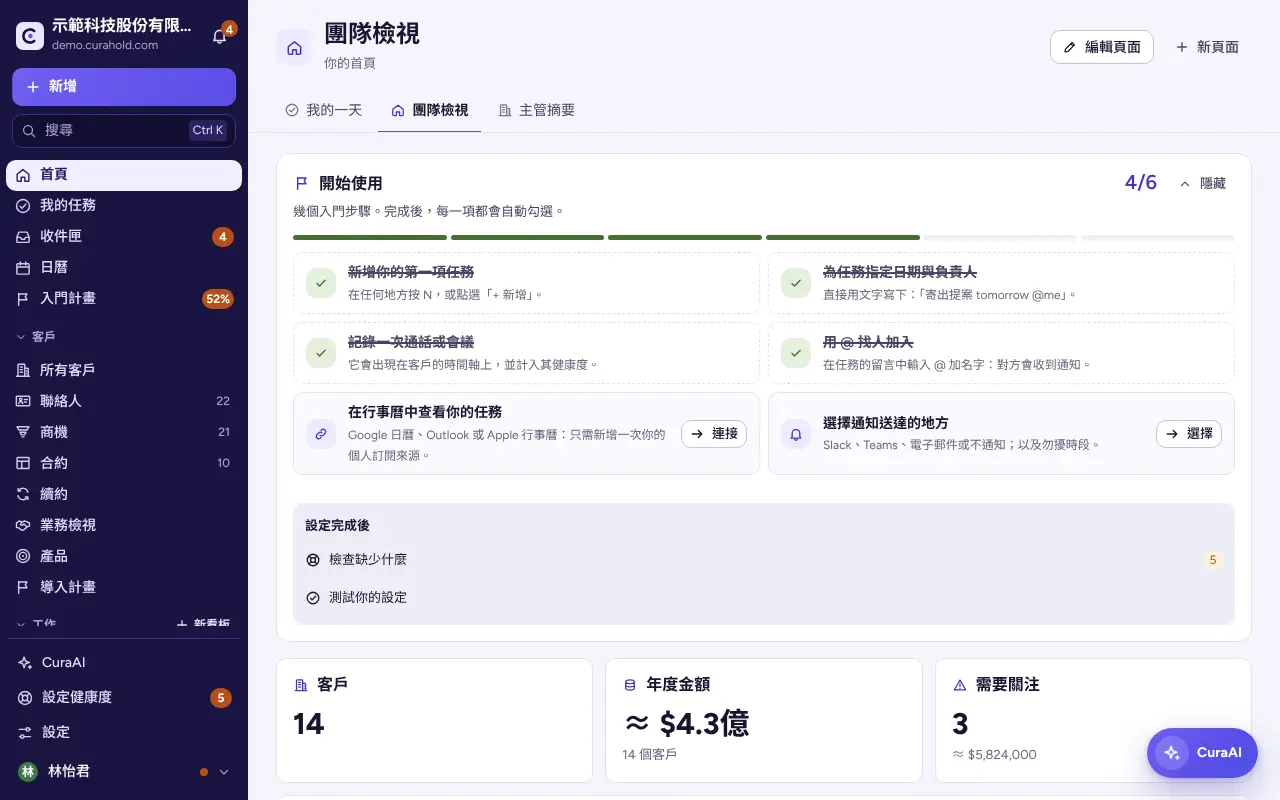 示範科技股份有限...
demo.curahold.com
4
新增
搜尋
Ctrl K
首頁
我的任務
收件匣
4
日曆
入門計畫
52%
客戶
所有客戶
聯絡人
22
商機
21
合約
10
續約
業務檢視
產品
導入計畫
工作
新看板
CuraAI
設定健康度
5
設定
林
林怡君
團隊檢視
你的首頁
編輯頁面
新頁面
我的一天
團隊檢視
主管摘要
開始使用
4/6
隱藏
幾個入門步驟。完成後，每一項都會自動勾選。
新增你的第一項任務
在任何地方按 N，或點選「+ 新增」。
為任務指定日期與負責人
直接用文字寫下：「寄出提案 tomorrow @me」。
記錄一次通話或會議
它會出現在客戶的時間軸上，並計入其健康度。
用 @ 找人加入
在任務的留言中輸入 @ 加名字：對方會收到通知。
在行事曆中查看你的任務
Google 日曆、Outlook 或 Apple 行事曆：只需新增一次你的
個人訂閱來源。
連接
選擇通知送達的地方
Slack、Teams、電子郵件或不通知；以及勿擾時段。
選擇
設定完成後
檢查缺少什麼
5
測試你的設定
客戶
14
年度金額
≈ $4.3億
14 個客戶
需要關注
3
≈ $5,824,000
CuraAI